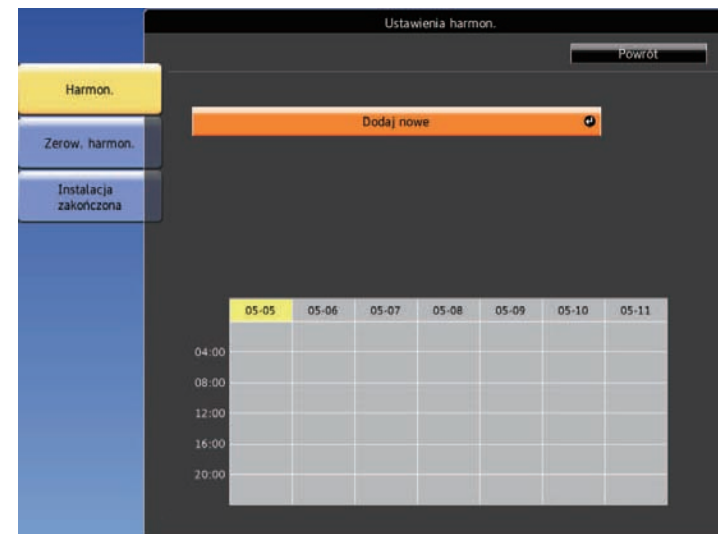 Ustawienia harmon.
Powrót
Harmon.
Dodaj nowe
Zerow. harmon.
Instalacja
zakończona
05-05 05-06 05-07 05-08 05-09 05-10 05-11
04:00
08:00
12:00
16:00
20:00